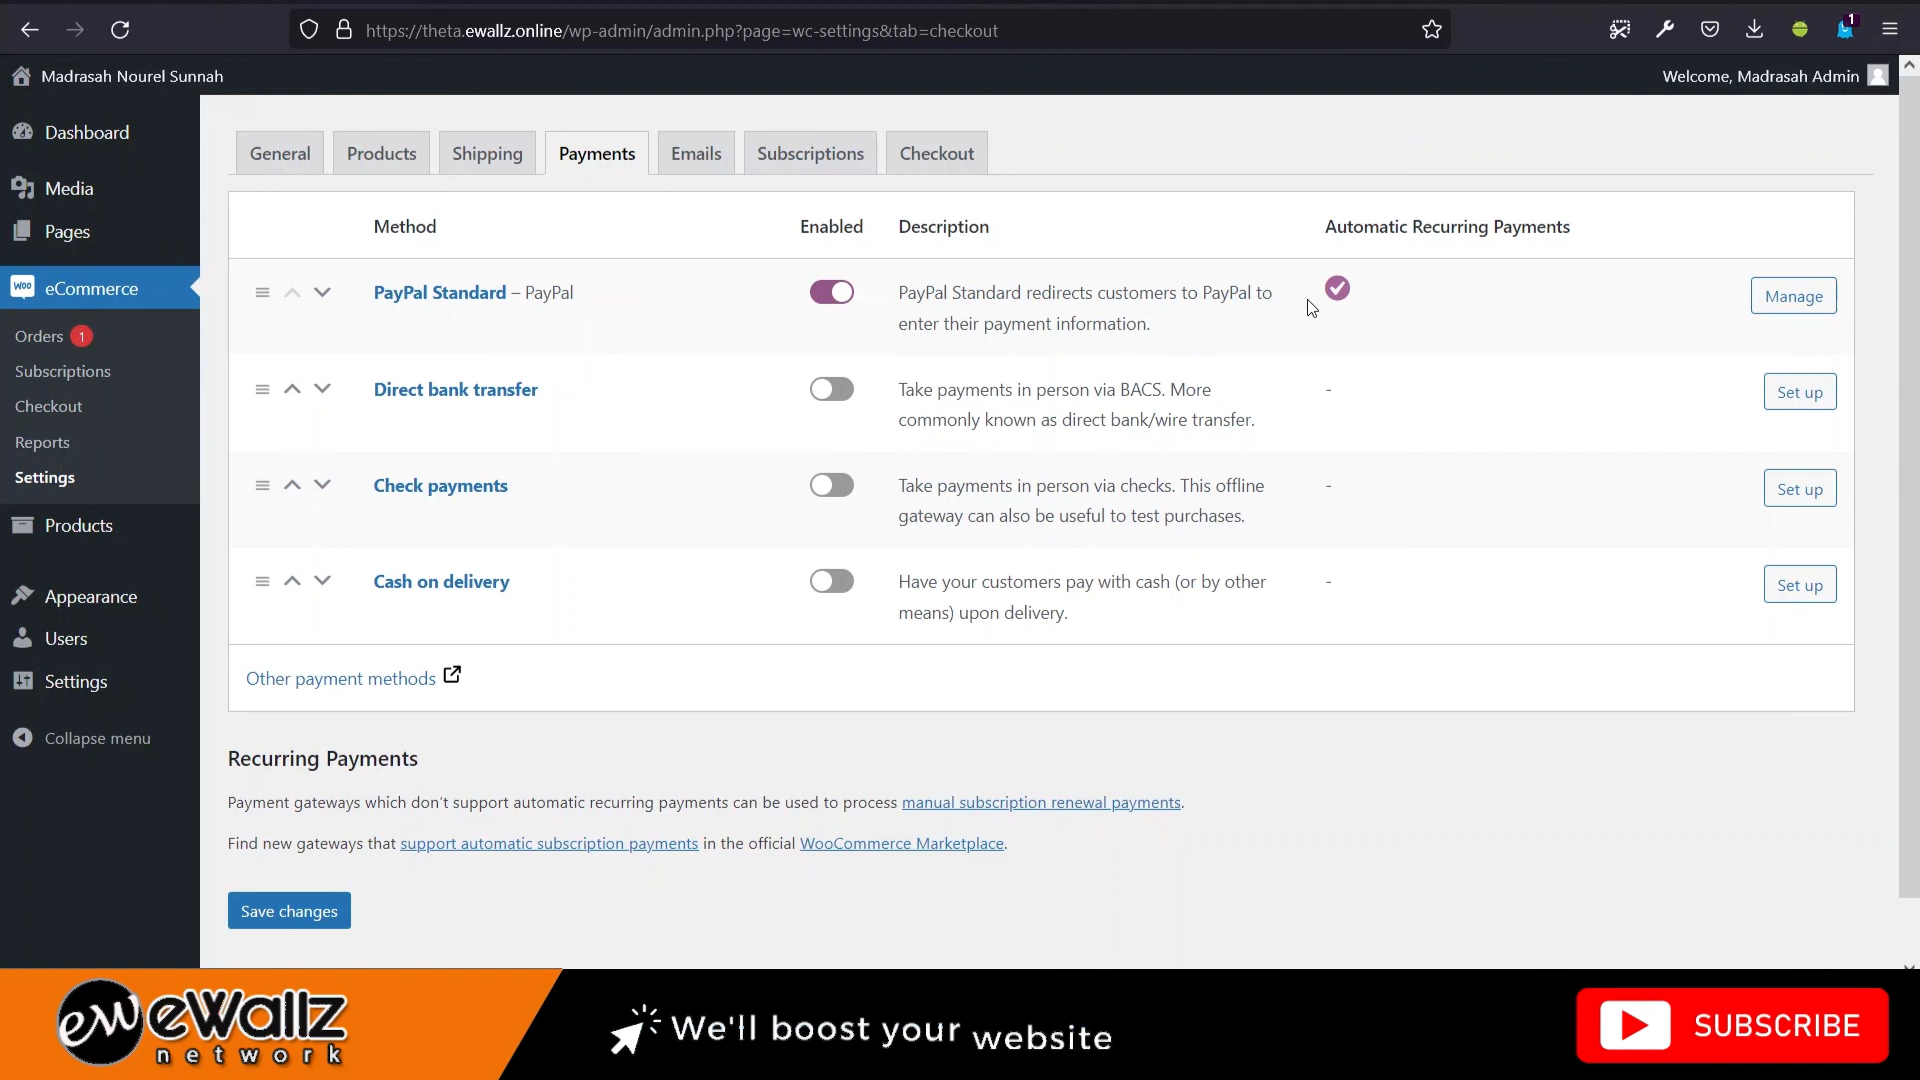 https://theta.ewallz.online/wp-admin/admin.php?page=wc-settings&tab=checkout
1
Madrasah Nourel Sunnah
Welcome, Madrasah Admin
Dashboard
Media
Pages
WOO eCommerce
Orders 1
Subscriptions
Checkout
Reports
Settings
Products
Appearance
Users
Settings
Collapse menu
General Products Shipping Payments Emails Subscriptions Checkout
Method Enabled Description Automatic Recurring Payments
PayPal Standard – PayPal
PayPal Standard redirects customers to PayPal to
enter their payment information.
Manage
Direct bank transfer
Take payments in person via BACS. More
commonly known as direct bank/wire transfer.
-
Set up
Check payments
Take payments in person via checks. This offline
gateway can also be useful to test purchases.
-
Set up
Cash on delivery
Have your customers pay with cash (or by other
means) upon delivery.
-
Set up
Other payment methods
Recurring Payments
Payment gateways which don't support automatic recurring payments can be used to process manual subscription renewal payments.
Find new gateways that support automatic subscription payments in the official WooCommerce Marketplace.
Save changes
ew eWallz
network
We'll boost your website
SUBSCRIBE